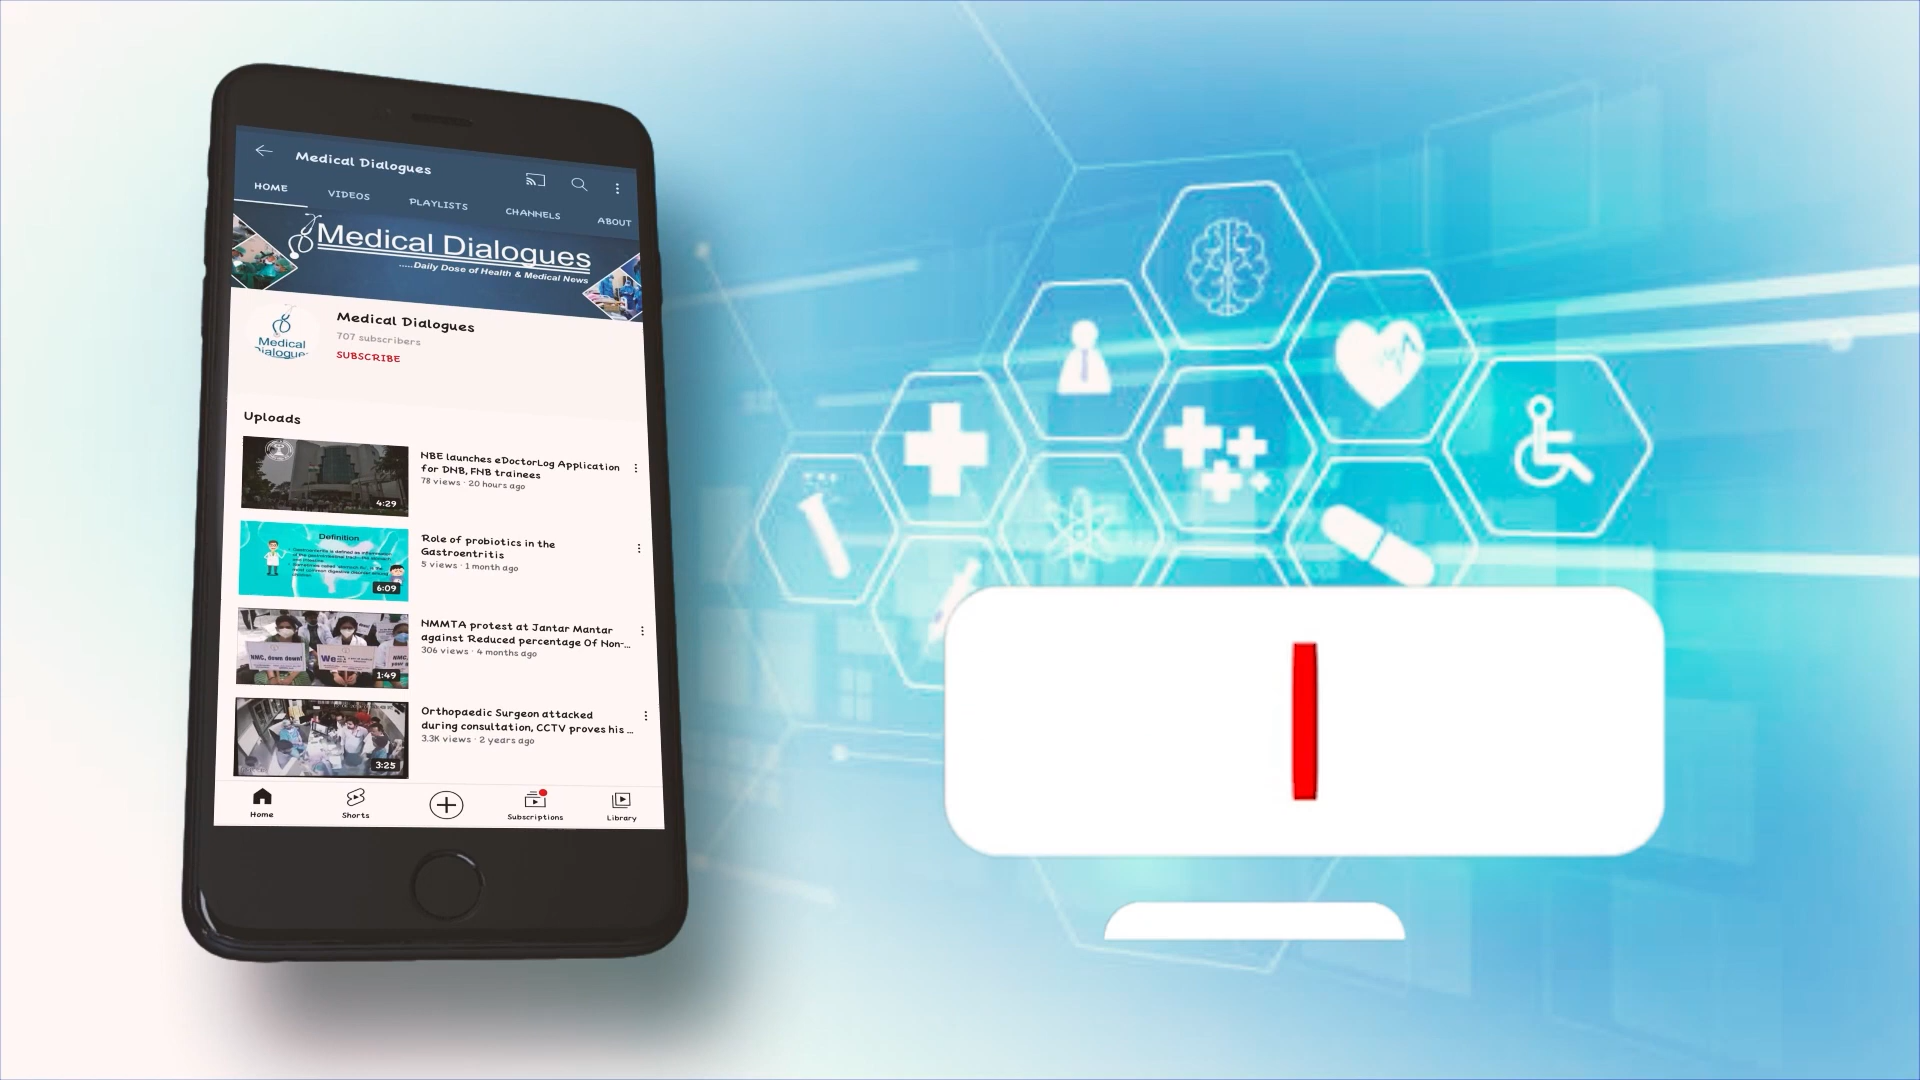 Medical Dialogues
HOME VIDEOS PLAYLISTS CHANNELS ABOUT
Medical Dialogues
.....Daily Dose of Health & Medical News
Medical
Dialogues
Medical Dialogues
707 subscribers
SUBSCRIBE
Uploads
4:29
NBE launches eDoctorLog Application
for DNB, FNB trainees
78 views · 20 hours ago
Definition
6:09
Role of probiotics in the
Gastroentritis
5 views · 1 month ago
NMC, down down!
We
NMC,
1:49
NMMTA protest at Jantar Mantar
against Reduced percentage Of Non-...
306 views · 4 months ago
3:25
Orthopaedic Surgeon attacked
during consultation, CCTV proves his ...
3.3K views · 2 years ago
Home Shorts Subscriptions Library